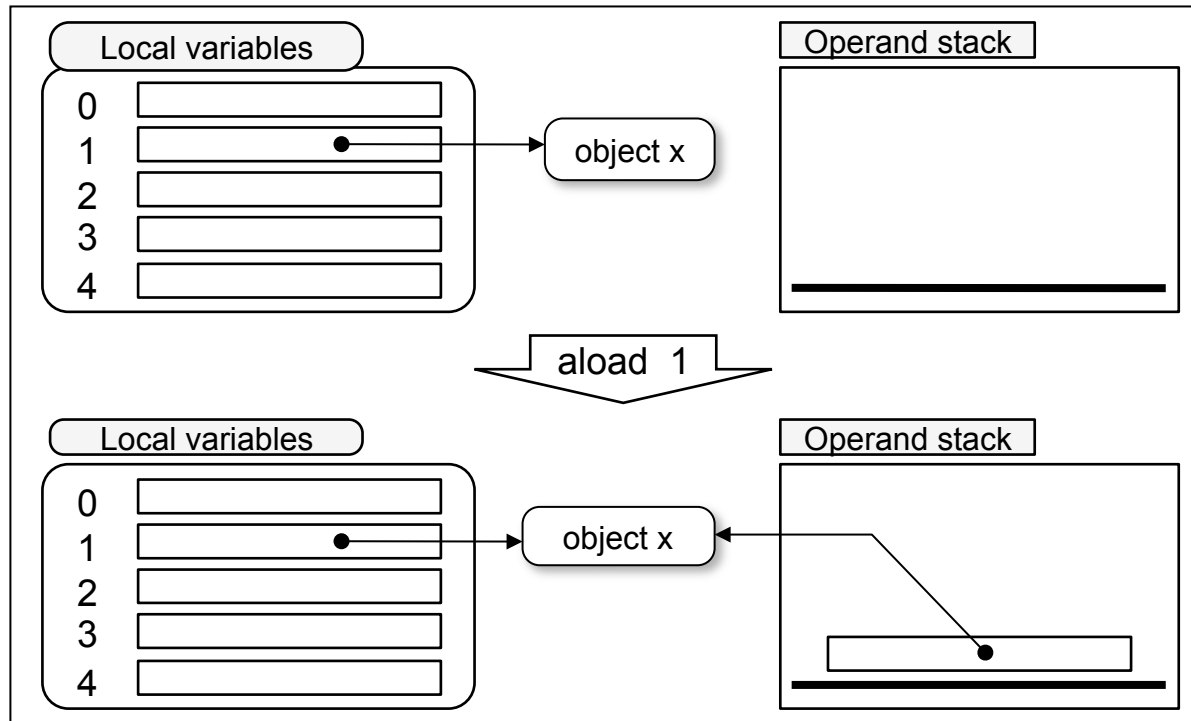 Local variables
Operand stack
0
1
object x
2
3
4
aload 1
Local variables
Operand stack
0
1
object x
2
3
4